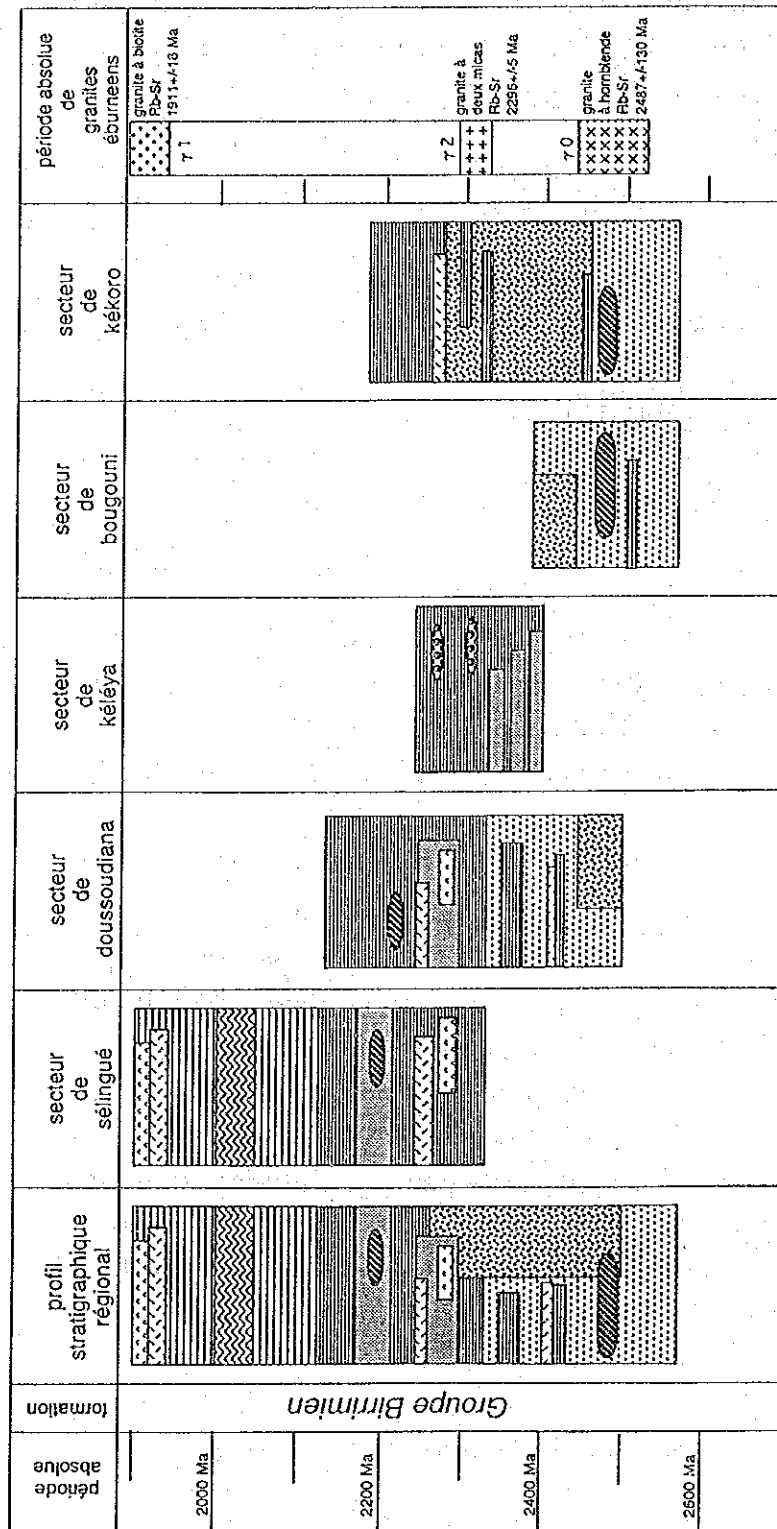 période
absolue
formation
profil
stratigraphique
régional
secteur
de
sélingué
secteur
de
doussoudiana
secteur
de
kéléya
secteur
de
bougouni
secteur
de
kékoro
période absolue
de
granites
éburneens
2000 Ma
2200 Ma
2400 Ma
2600 Ma
Groupe Birrimien
granite à biotite
Rb-Sr
1911+/-18 Ma
γ 1
granite à
deux micas
Rb-Sr
2296+/-5 Ma
γ 2
granite
à hornblende
Rb-Sr
2487+/-130 Ma
γ 0